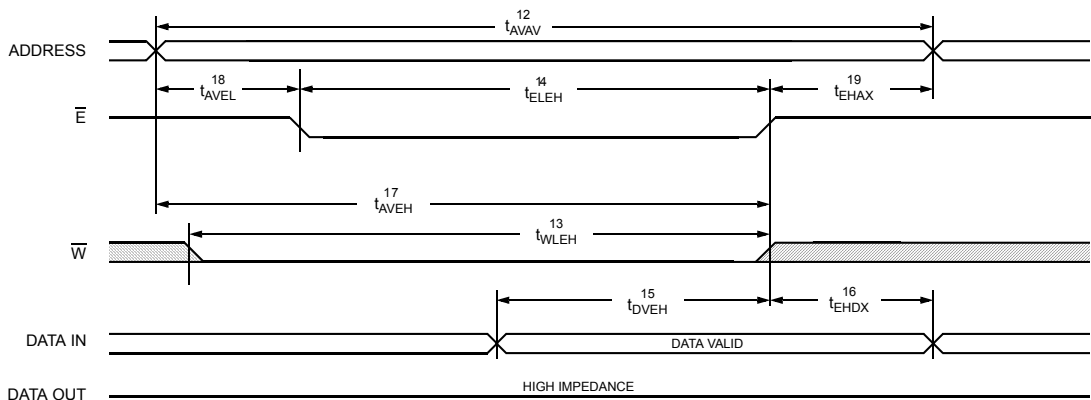 12
tAVAV
ADDRESS
18
tAVEL
14
tELEH
19
tEHAX
E
17
tAVEH
13
tWLEH
W
15
tDVEH
16
tEHDX
DATA IN
DATA VALID
DATA OUT
HIGH IMPEDANCE